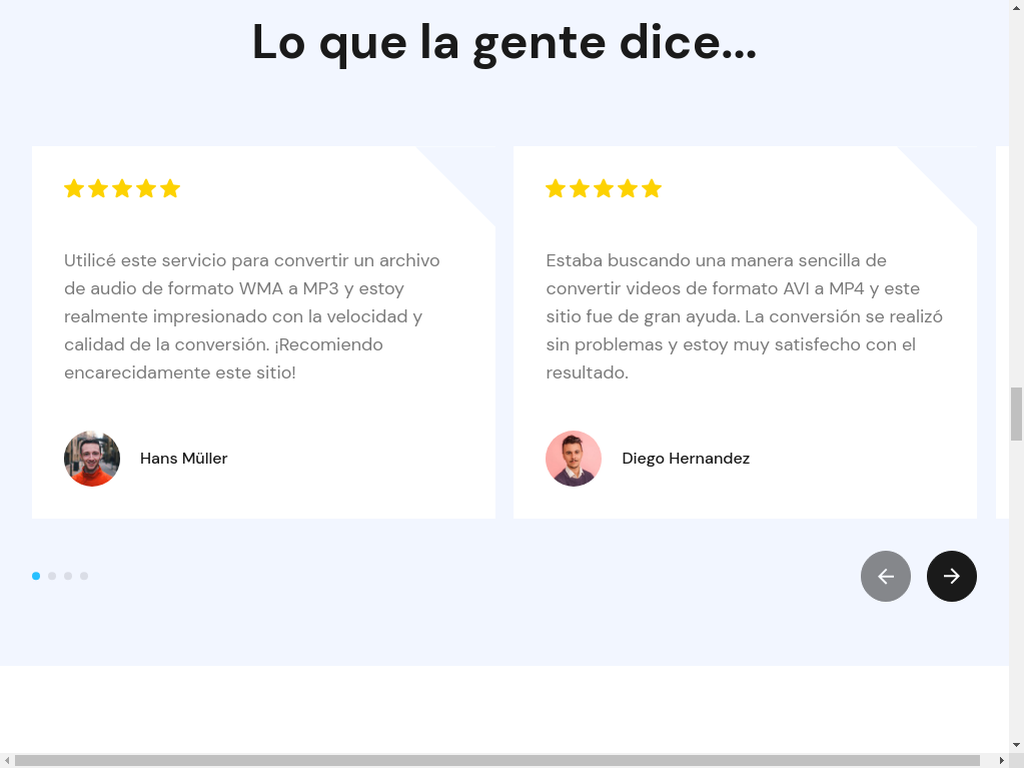 Lo que la gente dice...
Utilicé este servicio para convertir un archivo
de audio de formato WMA a MP3 y estoy
realmente impresionado con la velocidad y
calidad de la conversión. ¡Recomiendo
encarecidamente este sitio!
Hans Müller
Estaba buscando una manera sencilla de
convertir videos de formato AVI a MP4 y este
sitio fue de gran ayuda. La conversión se realizó
sin problemas y estoy muy satisfecho con el
resultado.
Diego Hernandez